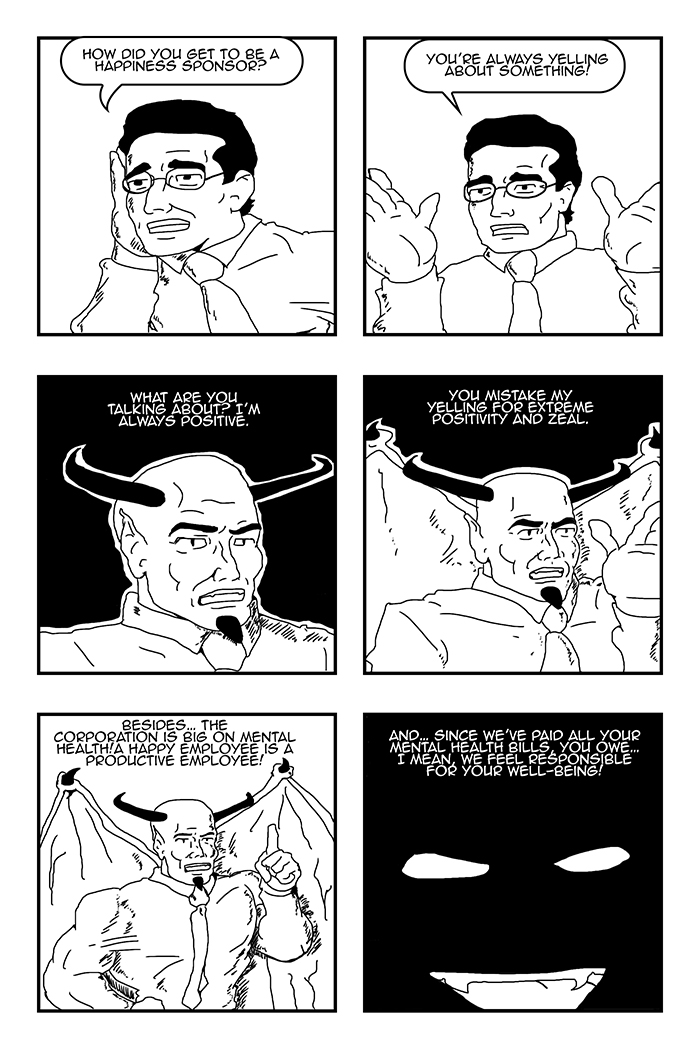 HOW DID YOU GET TO BE A
HAPPINESS SPONSOR?
YOU'RE ALWAYS YELLING
ABOUT SOMETHING!
WHAT ARE YOU
TALKING ABOUT? I'M
ALWAYS POSITIVE.
YOU MISTAKE MY
YELLING FOR EXTREME
POSITIVITY AND ZEAL.
BESIDES... THE
CORPORATION IS BIG ON MENTAL
HEALTH!A HAPPY EMPLOYEE IS A
PRODUCTIVE EMPLOYEE!
AND... SINCE WE'VE PAID ALL YOUR
MENTAL HEALTH BILLS, YOU OWE...
I MEAN, WE FEEL RESPONSIBLE
FOR YOUR WELL-BEING!